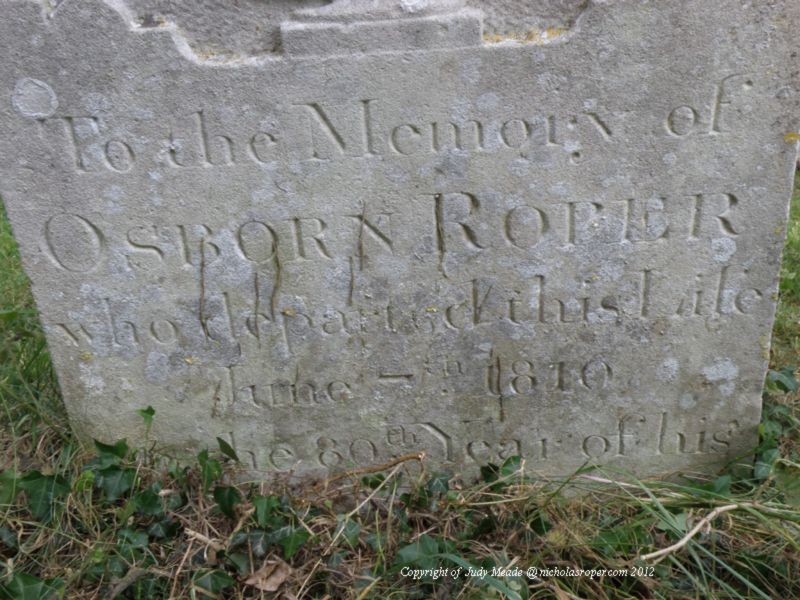 To the Memory of
OSBORN ROPER
who departed this Life
June 7th 1810
In the 80th Year of his
Copyright of Judy Meade @nicholasroper.com 2012